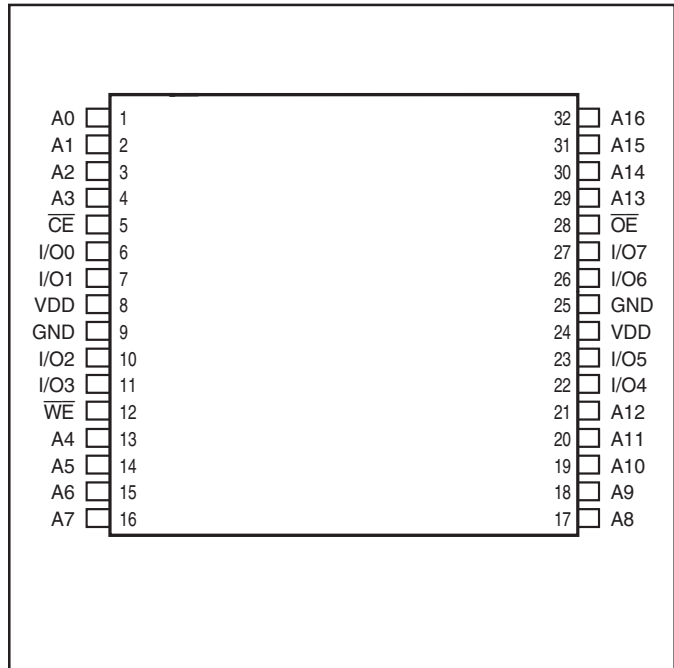 A0 1 32 A16
A1 2 31 A15
A2 3 30 A14
A3 4 29 A13
C̅E̅ 5 28 O̅E̅
I/O0 6 27 I/O7
I/O1 7 26 I/O6
VDD 8 25 GND
GND 9 24 VDD
I/O2 10 23 I/O5
I/O3 11 22 I/O4
W̅E̅ 12 21 A12
A4 13 20 A11
A5 14 19 A10
A6 15 18 A9
A7 16 17 A8